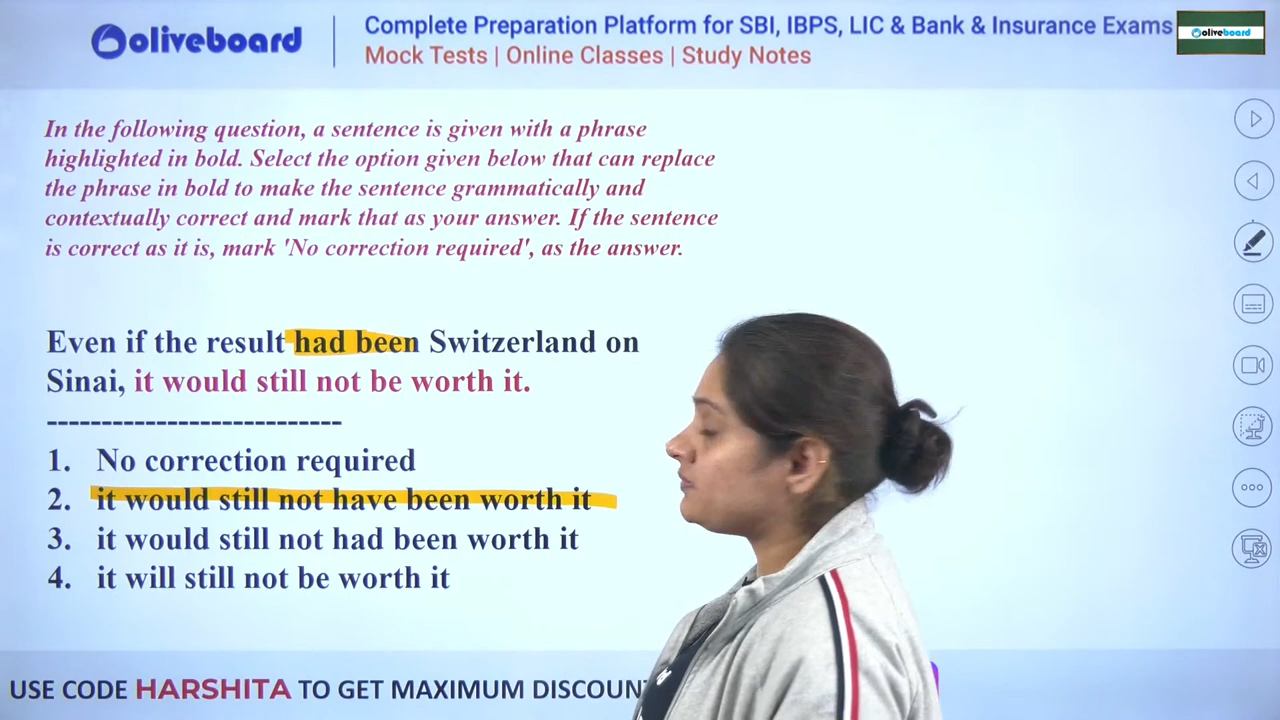 oliveboard
Complete Preparation Platform for SBI, IBPS, LIC & Bank & Insurance Exams
Mock Tests | Online Classes | Study Notes
oliveboard
In the following question, a sentence is given with a phrase
highlighted in bold. Select the option given below that can replace
the phrase in bold to make the sentence grammatically and
contextually correct and mark that as your answer. If the sentence
is correct as it is, mark 'No correction required', as the answer.
Even if the result had been Switzerland on
Sinai, it would still not be worth it.
---------------------------
1. No correction required
2. it would still not have been worth it
3. it would still not had been worth it
4. it will still not be worth it
USE CODE HARSHITA TO GET MAXIMUM DISCOUN